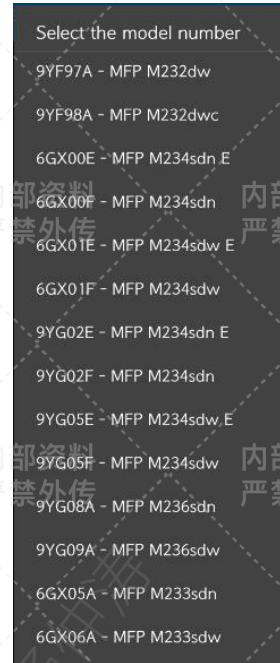 Select the model number
9YF97A - MFP M232dw
9YF98A - MFP M232dwc
6GX00E - MFP M234sdn E
6GX00F - MFP M234sdn
6GX01E - MFP M234sdw E
6GX01F - MFP M234sdw
9YG02E - MFP M234sdn E
9YG02F - MFP M234sdn
9YG05E - MFP M234sdw E
9YG05F - MFP M234sdw
9YG08A - MFP M236sdn
9YG09A - MFP M236sdw
6GX05A - MFP M233sdn
6GX06A - MFP M233sdw
内部资料
严禁外传
内部资料
严禁外传